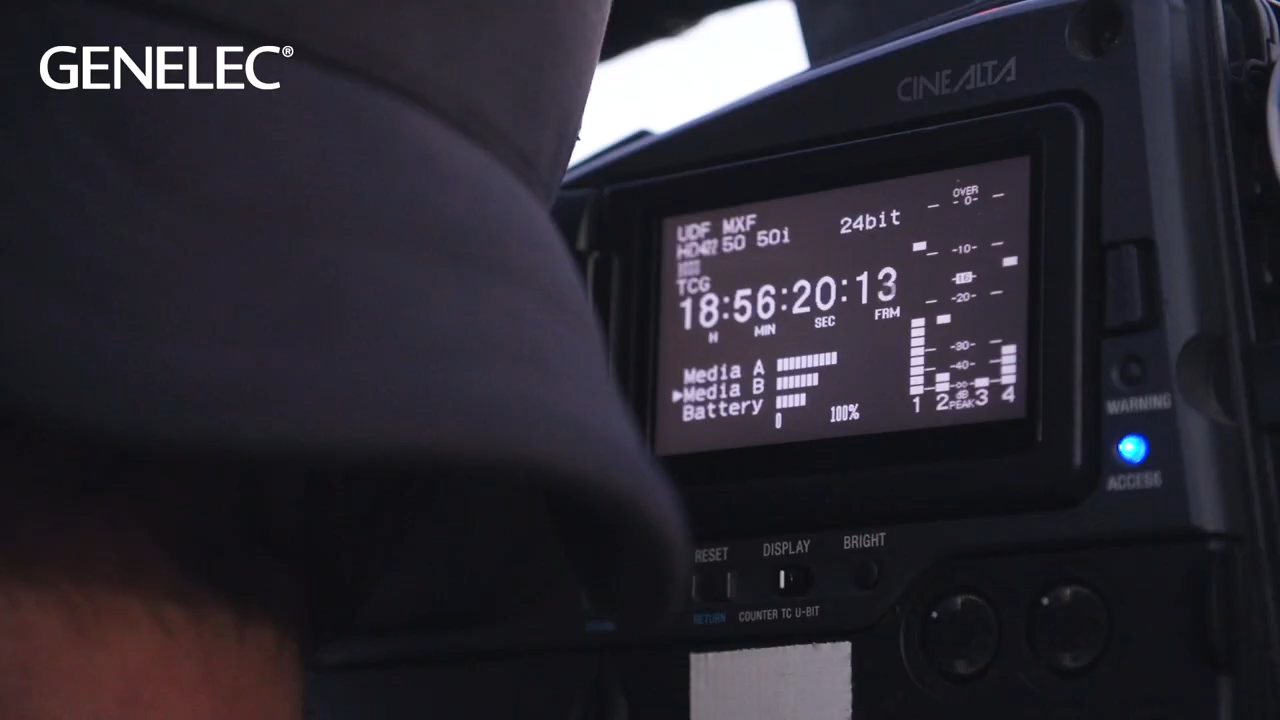 GENELEC®
CINEALTA
UDF MXF
HD422 50 50i
24bit
TCG
18:56:20:13
H MIN SEC FRM
Media A
▶Media B
Battery
0 100%
OVER
-0-
-10-
-16-
-20-
-30-
-40-
-∞-
dB
PEAK
1 2 3 4
WARNING
ACCESS
RESET DISPLAY BRIGHT
RETURN COUNTER TC U-BIT